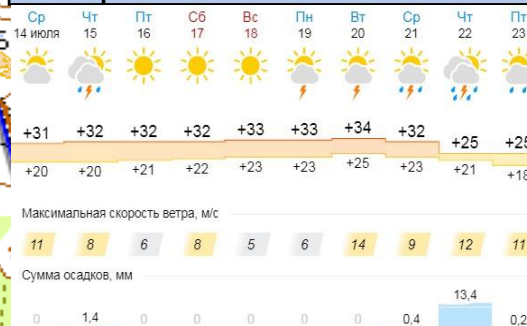 Ср Чт Пт Сб Вс Пн Вт Ср Чт Пт
14 июля 15 16 17 18 19 20 21 22 23
+31 +32 +32 +32 +33 +33 +34 +32 +25
+20 +20 +21 +22 +23 +23 +25 +23 +21 +18
Максимальная скорость ветра, м/с
11 8 6 8 5 6 14 9 12 11
Сумма осадков, мм
0 1,4 0 0 0 0 0 0,4 13,4 0,2